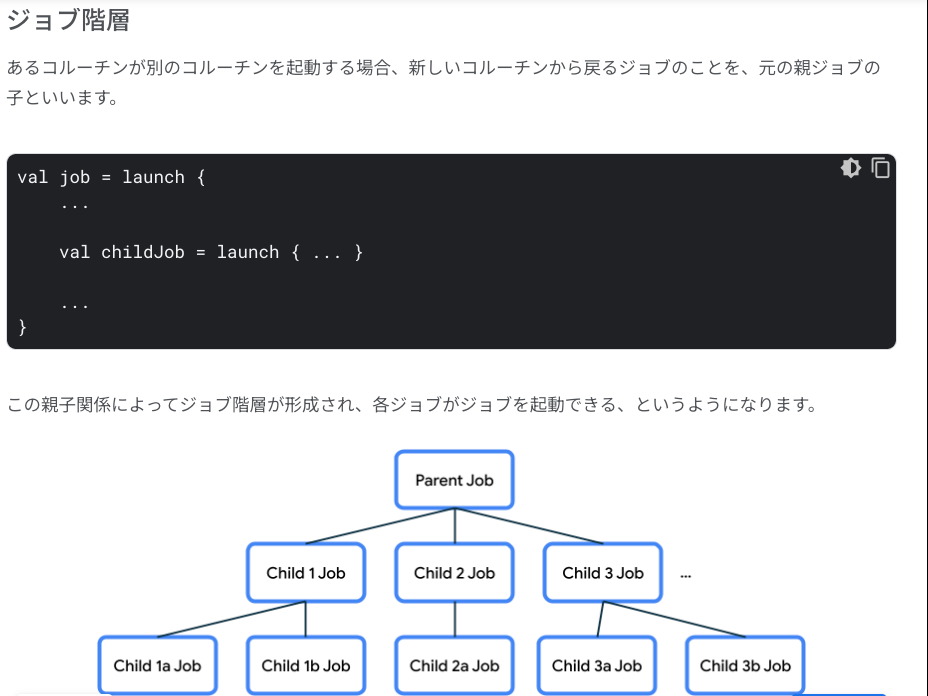 ジョブ階層
あるコルーチンが別のコルーチンを起動する場合、新しいコルーチンから戻るジョブのことを、元の親ジョブの
子といいます。
val job = launch {
    ...
    val childJob = launch { ... }
    ...
}
この親子関係によってジョブ階層が形成され、各ジョブがジョブを起動できる、というようになります。
Parent Job
Child 1 Job Child 2 Job Child 3 Job ...
Child 1a Job Child 1b Job Child 2a Job Child 3a Job Child 3b Job